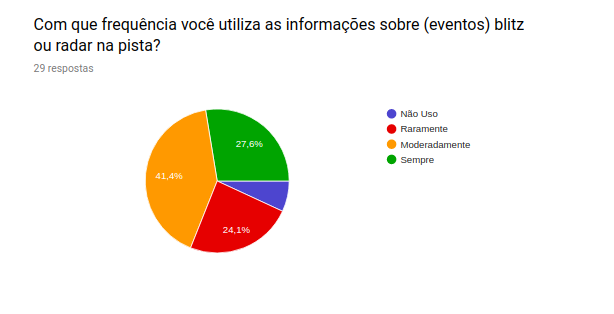 Com que frequência você utiliza as informações sobre (eventos) blitz
ou radar na pista?
29 respostas
27,6%
41,4%
24,1%
Não Uso
Raramente
Moderadamente
Sempre